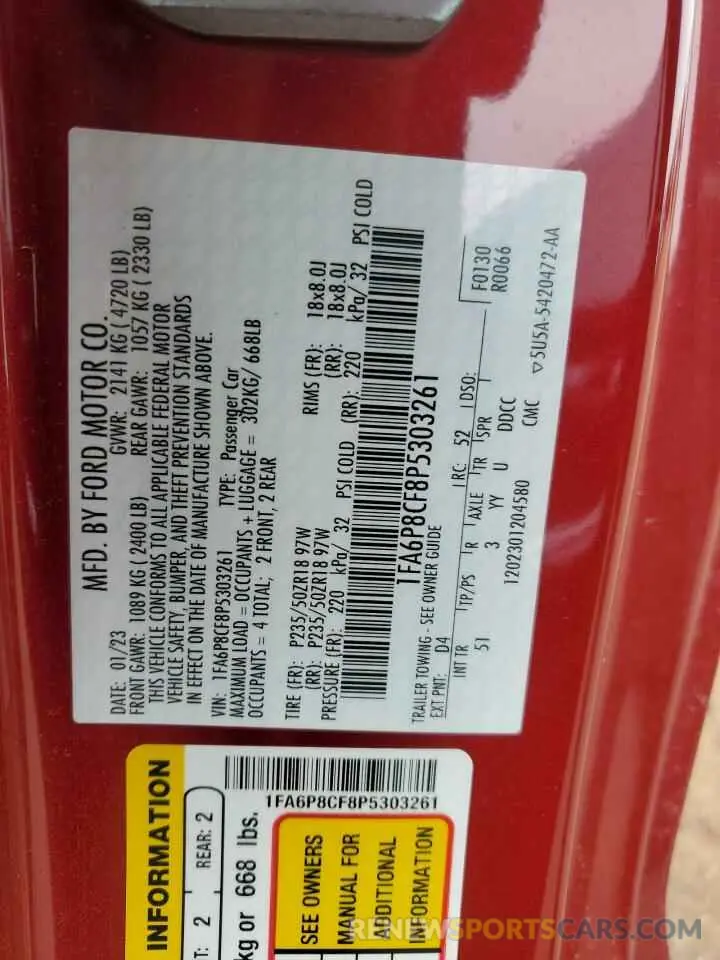 MFD. BY FORD MOTOR CO.
DATE: 01/23 GVWR: 2141 KG ( 4720 LB)
FRONT GAWR: 1089 KG ( 2400 LB) REAR GAWR: 1057 KG ( 2330 LB)
THIS VEHICLE CONFORMS TO ALL APPLICABLE FEDERAL MOTOR
VEHICLE SAFETY, BUMPER, AND THEFT PREVENTION STANDARDS
IN EFFECT ON THE DATE OF MANUFACTURE SHOWN ABOVE.
VIN: 1FA6P8CF8P5303261 TYPE: Passenger Car
MAXIMUM LOAD = OCCUPANTS + LUGGAGE = 302KG/ 668LB
OCCUPANTS = 4 TOTAL; 2 FRONT, 2 REAR
TIRE (FR): P235/50ZR18 97W RIMS (FR): 18x8.0J
(RR): P235/50ZR18 97W (RR): 18x8.0J
PRESSURE (FR): 220 kPa/ 32 PSI COLD (RR): 220 kPa/ 32 PSI COLD
1FA6P8CF8P5303261
TRAILER TOWING - SEE OWNER GUIDE
EXT PNT: D4 RC: 52 DSO: F0130
R0066
INT TR TP/PS R AXLE TR SPR
51 3 YY U DDCC
1202301204580 CMC ▽5U5A-5420472-AA
INFORMATION
T: 2 REAR: 2
kg or 668 lbs.
1FA6P8CF8P5303261
SEE OWNERS
MANUAL FOR
ADDITIONAL
INFORMATION
RENEWSPORTSCARS.COM